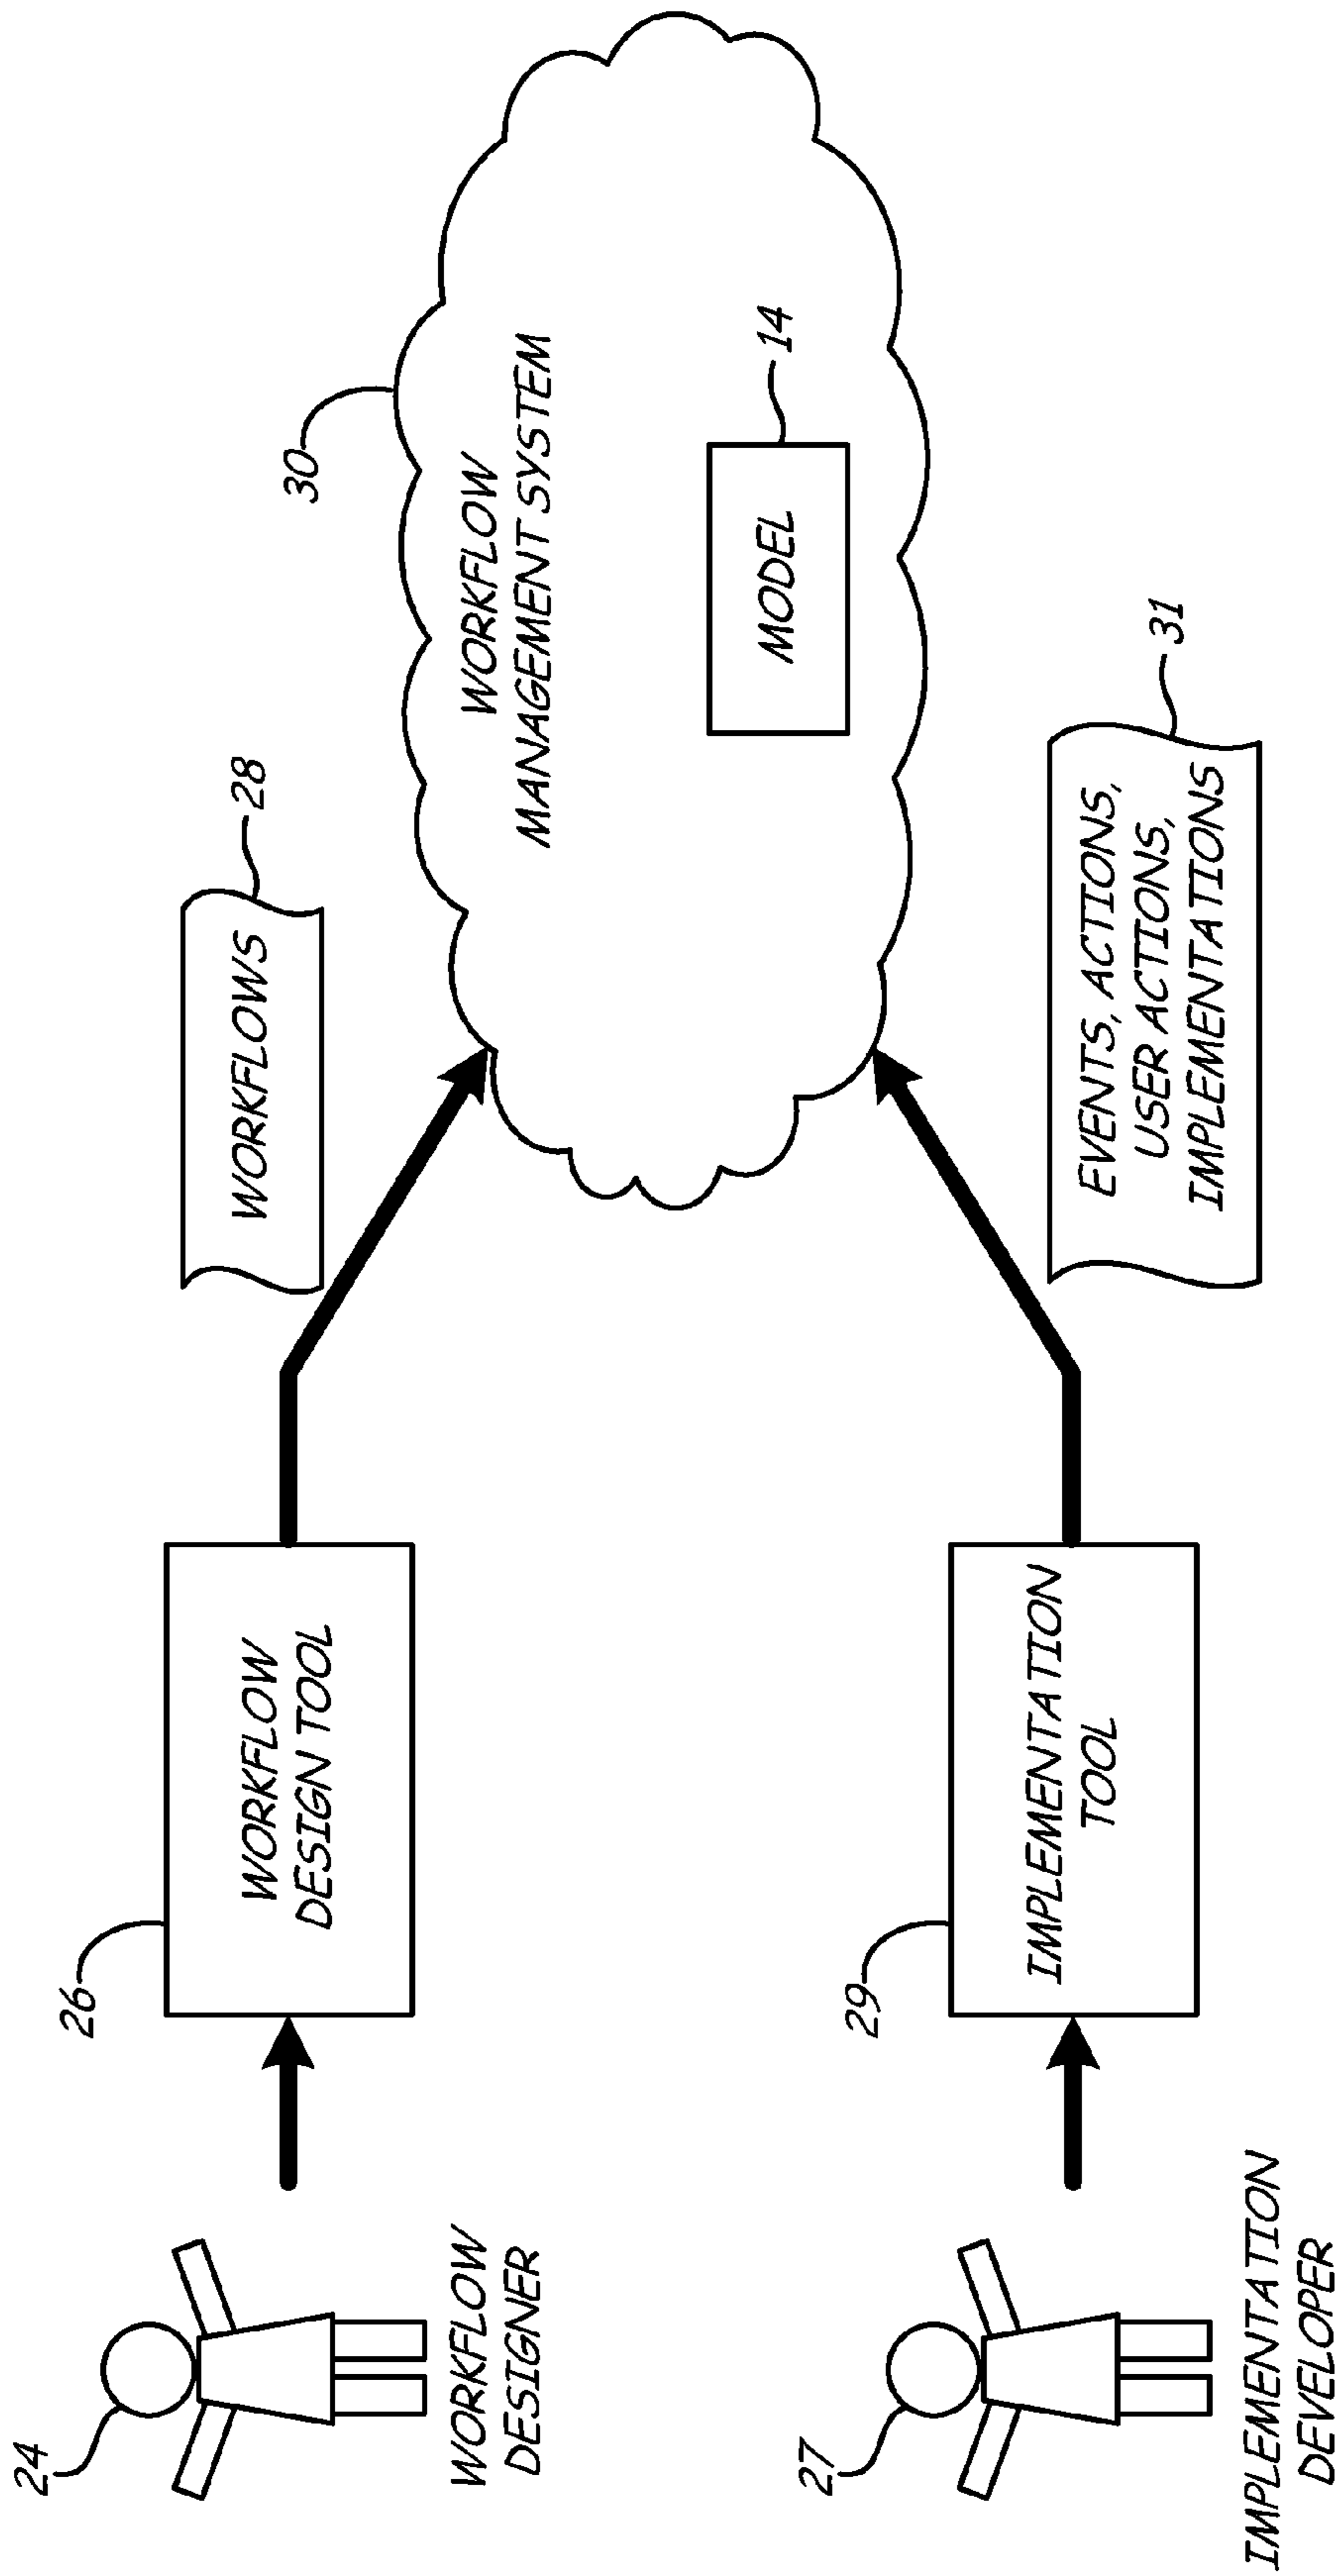 24
WORKFLOW
DESIGNER
26
WORKFLOW
DESIGN TOOL
WORKFLOWS
28
30
WORKFLOW
MANAGEMENT SYSTEM
MODEL
14
27
IMPLEMENTATION
DEVELOPER
29
IMPLEMENTATION
TOOL
EVENTS, ACTIONS,
USER ACTIONS,
IMPLEMENTATIONS
31